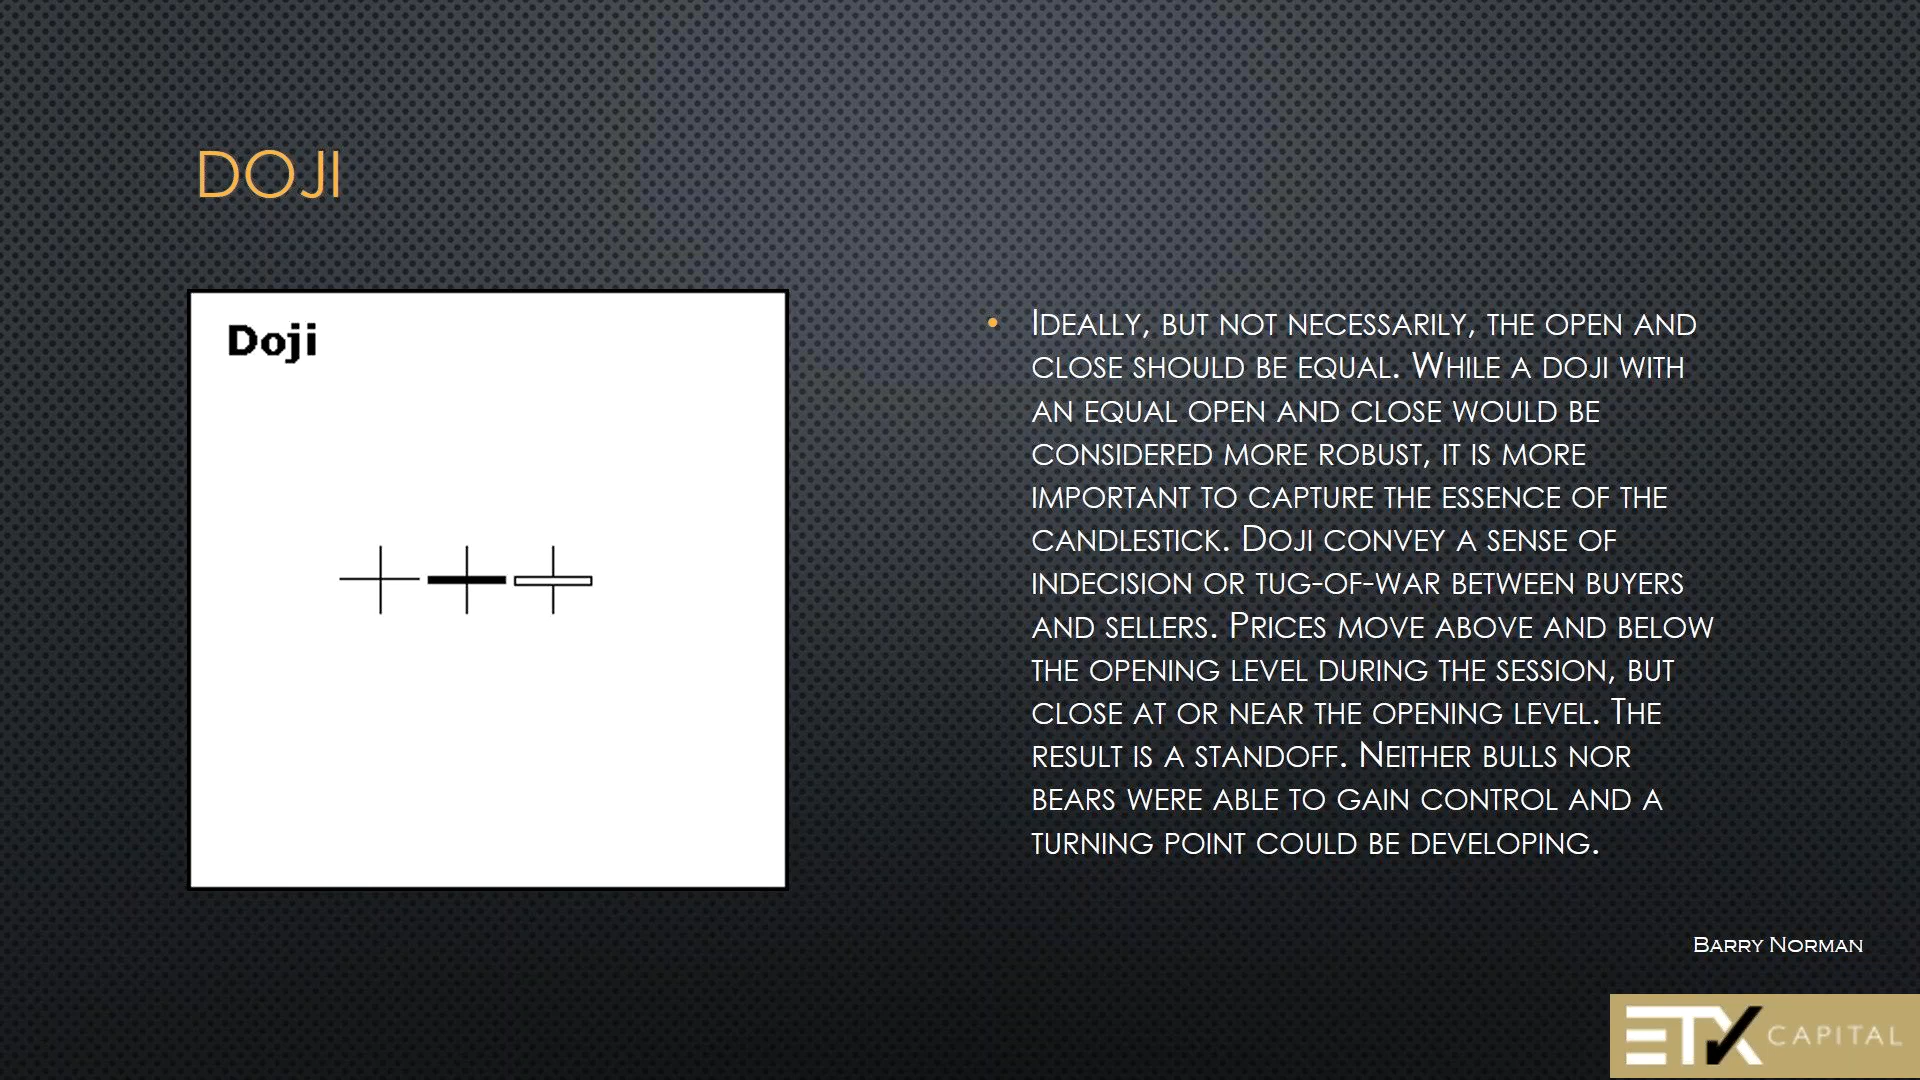 DOJI
Doji
• IDEALLY, BUT NOT NECESSARILY, THE OPEN AND
CLOSE SHOULD BE EQUAL. WHILE A DOJI WITH
AN EQUAL OPEN AND CLOSE WOULD BE
CONSIDERED MORE ROBUST, IT IS MORE
IMPORTANT TO CAPTURE THE ESSENCE OF THE
CANDLESTICK. DOJI CONVEY A SENSE OF
INDECISION OR TUG-OF-WAR BETWEEN BUYERS
AND SELLERS. PRICES MOVE ABOVE AND BELOW
THE OPENING LEVEL DURING THE SESSION, BUT
CLOSE AT OR NEAR THE OPENING LEVEL. THE
RESULT IS A STANDOFF. NEITHER BULLS NOR
BEARS WERE ABLE TO GAIN CONTROL AND A
TURNING POINT COULD BE DEVELOPING.
BARRY NORMAN
ETX CAPITAL